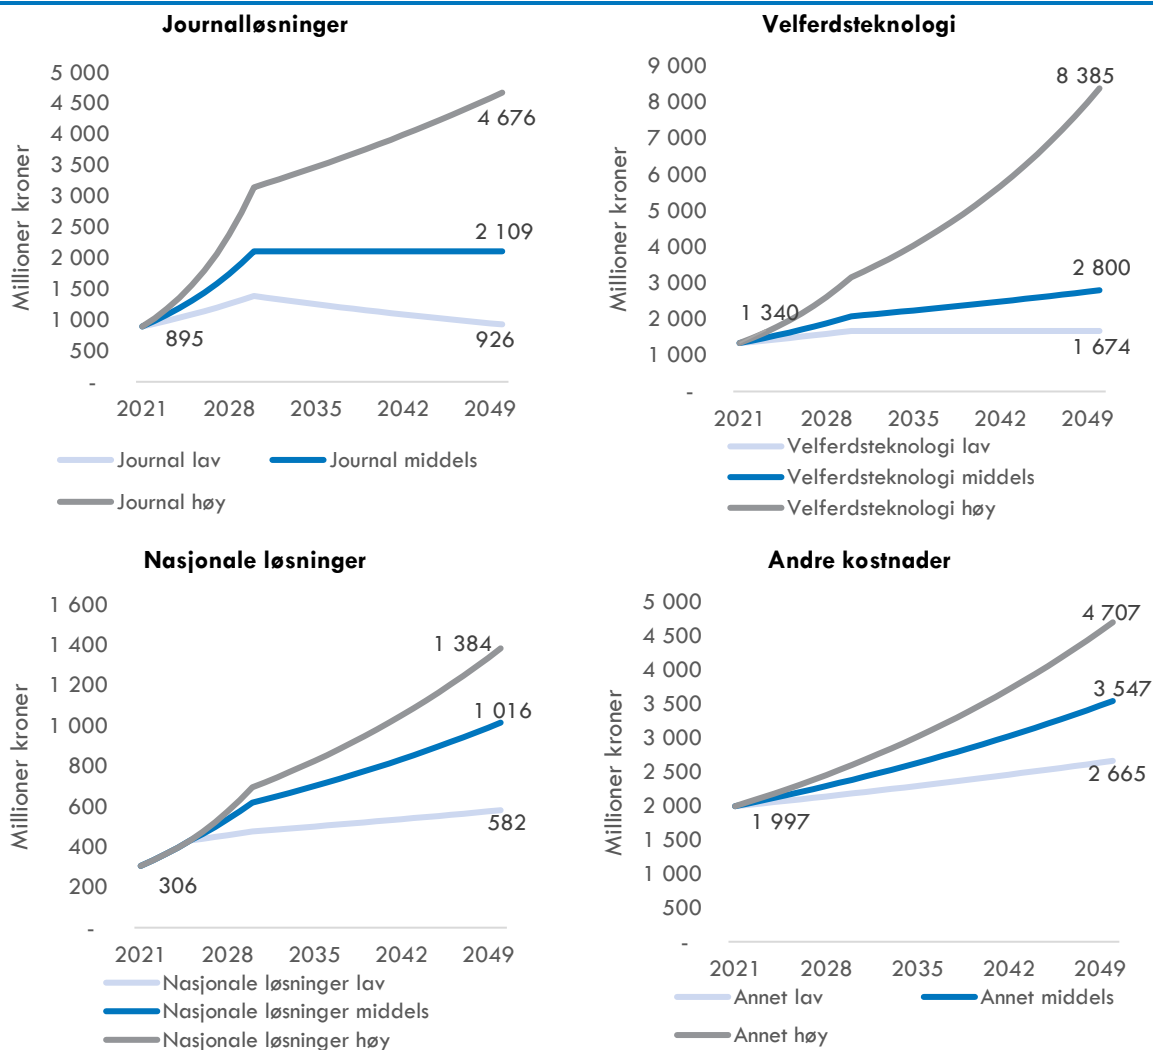 Journalløsninger
Millioner kroner
5 000
4 500
4 000
3 500
3 000
2 500
2 000
1 500
1 000
500
-
4 676
2 109
926
895
2021 2028 2035 2042 2049
Journal lav Journal middels
Journal høy
Velferdsteknologi
Millioner kroner
9 000
8 000
7 000
6 000
5 000
4 000
3 000
2 000
1 000
-
8 385
2 800
1 674
1 340
2021 2028 2035 2042 2049
Velferdsteknologi lav
Velferdsteknologi middels
Velferdsteknologi høy
Nasjonale løsninger
Millioner kroner
1 600
1 400
1 200
1 000
800
600
400
200
-
1 384
1 016
582
306
2021 2028 2035 2042 2049
Nasjonale løsninger lav
Nasjonale løsninger middels
Nasjonale løsninger høy
Andre kostnader
Millioner kroner
5 000
4 500
4 000
3 500
3 000
2 500
2 000
1 500
1 000
500
-
4 707
3 547
2 665
1 997
2021 2028 2035 2042 2049
Annet lav Annet middels
Annet høy